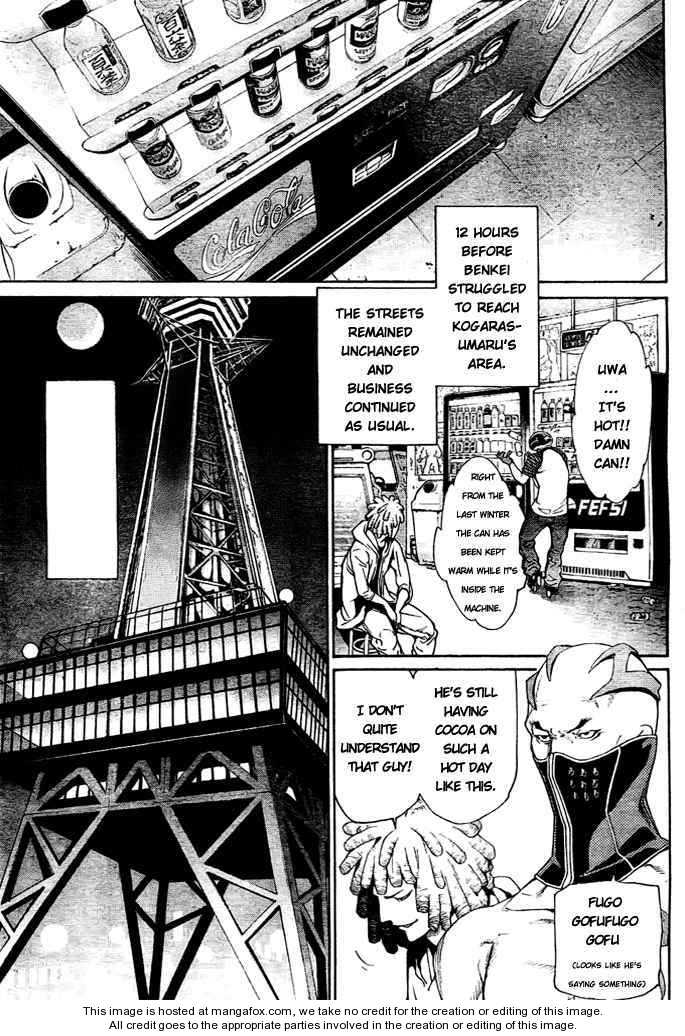 Cola Cola
12 HOURS
BEFORE
BENKEI
STRUGGLED
TO REACH
KOGARAS-
UMARU'S
AREA.
THE STREETS
REMAINED
UNCHANGED
AND
BUSINESS
CONTINUED
AS USUAL.
UWA
...
IT'S
HOT!!
DAMN
CAN!!
RIGHT
FROM THE
LAST WINTER
THE CAN HAS
BEEN KEPT
WARM WHILE IT'S
INSIDE THE
MACHINE.
FEFSI
HE'S STILL
HAVING
COCOA ON
SUCH A
HOT DAY
LIKE THIS.
I DON'T
QUITE
UNDERSTAND
THAT GUY!
FUGO
GOFUFUGO
GOFU
(LOOKS LIKE HE'S
SAYING SOMETHING)
This image is hosted at mangafox.com, we take no credit for the creation or editing of this image.
All credit goes to the appropriate parties involved in the creation or editing of this image.